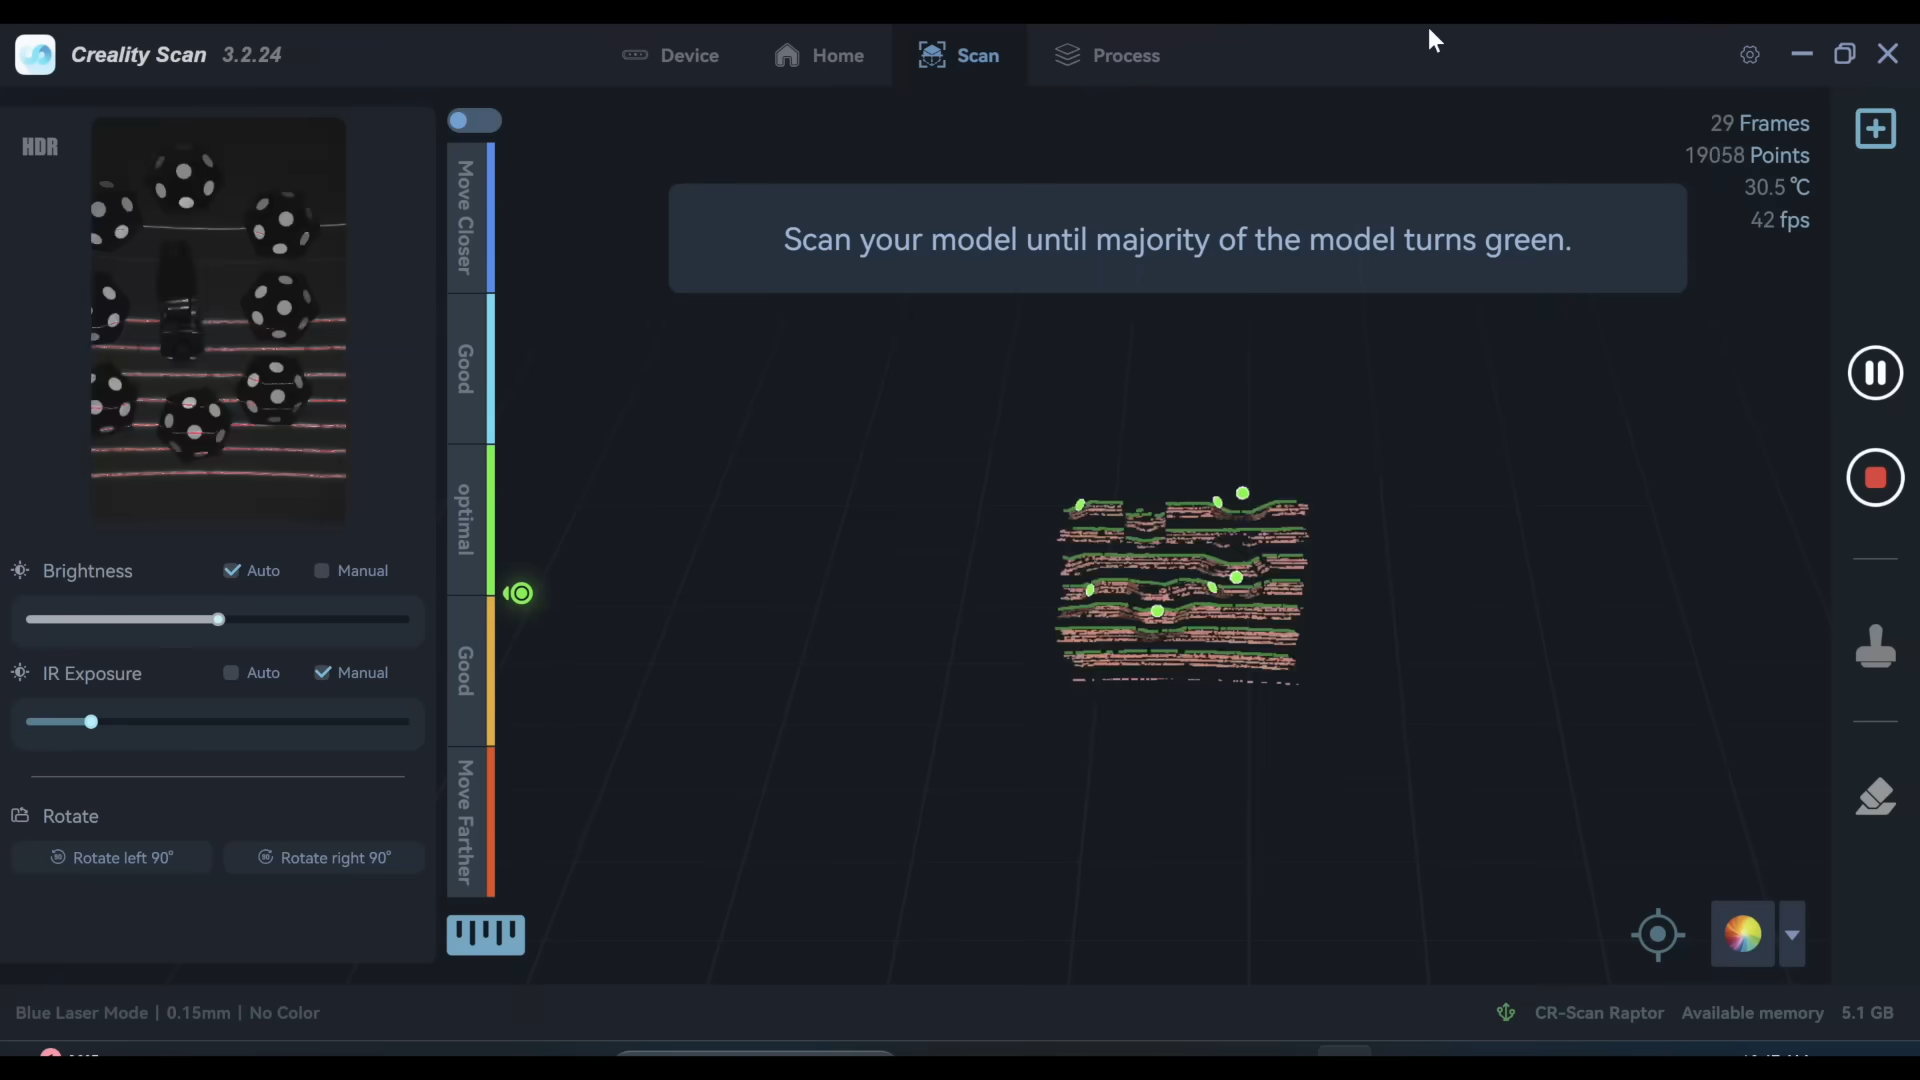 Creality Scan 3.2.24
Device
Home
Scan
Process
HDR
Move Closer
Good
optimal
Good
Move Farther
29 Frames
19058 Points
30.5 ℃
42 fps
Scan your model until majority of the model turns green.
Brightness
Auto
Manual
IR Exposure
Auto
Manual
Rotate
Rotate left 90°
Rotate right 90°
Blue Laser Mode | 0.15mm | No Color
CR-Scan Raptor
Available memory 5.1 GB